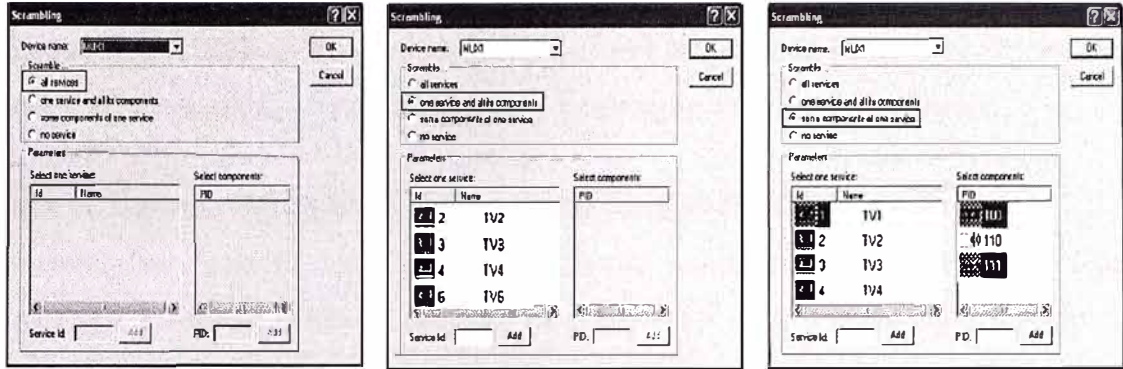 Scrambling
Device name: MUX1 OK
Scramble Cancel
all services
one service and all its components
some components of one service
no service
Parameters
Select one service: Select components:
Id Name PID
Service Id: Add PID: Add
Scrambling
Device name: MUX1 OK
Scramble Cancel
all services
one service and all its components
some components of one service
no service
Parameters
Select one service: Select components:
Id Name PID
2 TV2
3 TV3
4 TV4
6 TV6
Service Id: Add PID: Add
Scrambling
Device name: MUX1 OK
Scramble Cancel
all services
one service and all its components
some components of one service
no service
Parameters
Select one service: Select components:
Id Name PID
1 TV1
2 TV2 110
3 TV3
4 TV4
Service Id: Add PID: Add